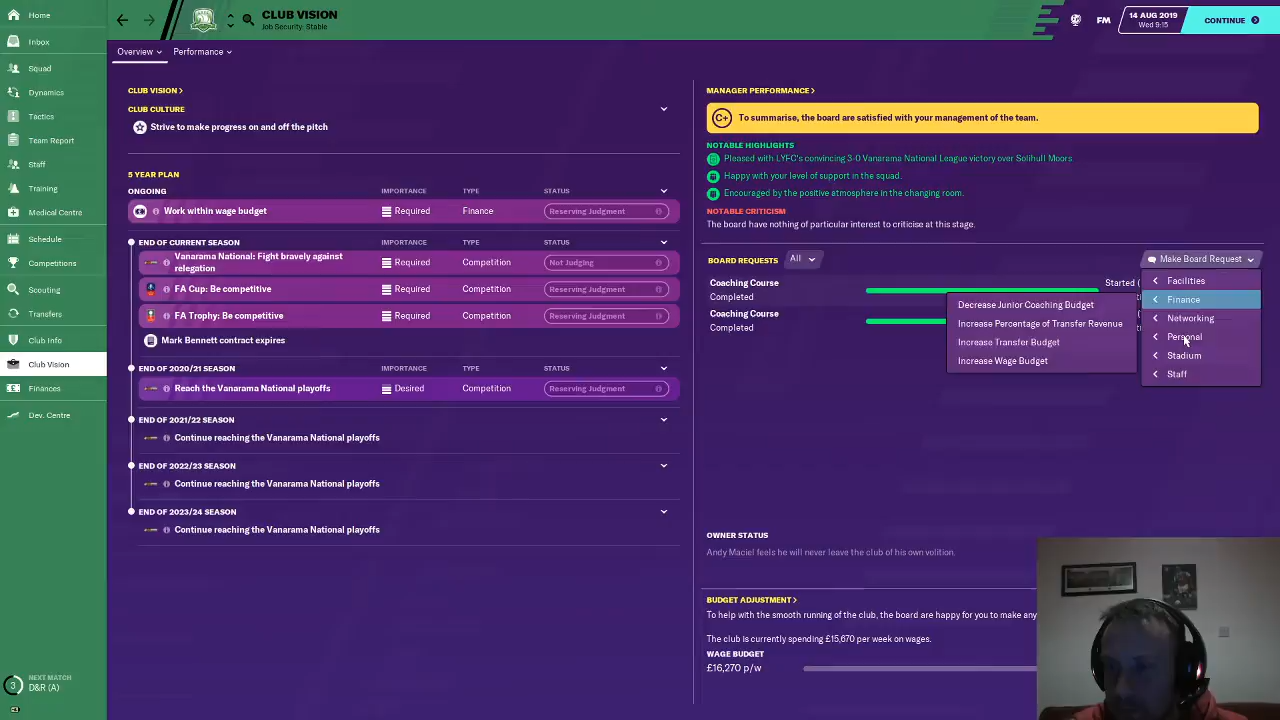 Home
Inbox
Squad
Dynamics
Tactics
Team Report
Staff
Training
Medical Centre
Schedule
Competitions
Scouting
Transfers
Club Info
Club Vision
Finances
Dev. Centre
3
NEXT MATCH
D&R (A)
CLUB VISION
Job Security: Stable
FM
14 AUG 2019
Wed 9:15
CONTINUE
Overview
Performance
CLUB VISION
CLUB CULTURE
Strive to make progress on and off the pitch
5 YEAR PLAN
ONGOING IMPORTANCE TYPE STATUS
Work within wage budget Required Finance Reserving Judgment
END OF CURRENT SEASON IMPORTANCE TYPE STATUS
Vanarama National: Fight bravely against
relegation
Required Competition Not Judging
FA Cup: Be competitive Required Competition Reserving Judgment
FA Trophy: Be competitive Required Competition Reserving Judgment
Mark Bennett contract expires
END OF 2020/21 SEASON IMPORTANCE TYPE STATUS
Reach the Vanarama National playoffs Desired Competition Reserving Judgment
END OF 2021/22 SEASON
Continue reaching the Vanarama National playoffs
END OF 2022/23 SEASON
Continue reaching the Vanarama National playoffs
END OF 2023/24 SEASON
Continue reaching the Vanarama National playoffs
MANAGER PERFORMANCE
C+ To summarise, the board are satisfied with your management of the team.
NOTABLE HIGHLIGHTS
Pleased with LYFC's convincing 3-0 Vanarama National League victory over Solihull Moors
Happy with your level of support in the squad.
Encouraged by the positive atmosphere in the changing room.
NOTABLE CRITICISM
The board have nothing of particular interest to criticise at this stage.
BOARD REQUESTS All Make Board Request
Coaching Course Started (
Completed
Coaching Course
Completed
Decrease Junior Coaching Budget
Increase Percentage of Transfer Revenue
Increase Transfer Budget
Increase Wage Budget
Facilities
Finance
Networking
Personal
Stadium
Staff
OWNER STATUS
Andy Maciel feels he will never leave the club of his own volition.
BUDGET ADJUSTMENT
To help with the smooth running of the club, the board are happy for you to make any
The club is currently spending £15,670 per week on wages.
WAGE BUDGET
£16,270 p/w